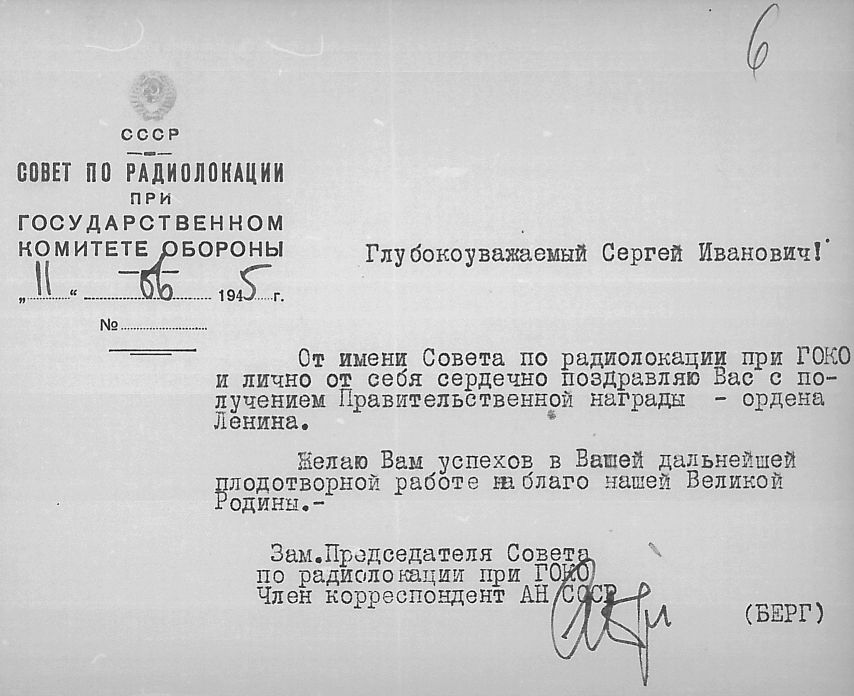 6
СССР
СОВЕТ ПО РАДИОЛОКАЦИИ
ПРИ
ГОСУДАРСТВЕННОМ
КОМИТЕТЕ ОБОРОНЫ
„11“ 06 1945 г.
№
Глубокоуважаемый Сергей Иванович!
От имени Совета по радиолокации при ГОКО
и лично от себя сердечно поздравляю Вас с по-
лучением Правительственной награды - ордена
Ленина.
Желаю Вам успехов в Вашей дальнейшей
плодотворной работе на благо нашей Великой
Родины.-
Зам.Председателя Совета
по радиолокации при ГОКО
Член корреспондент АН СССР
(БЕРГ)